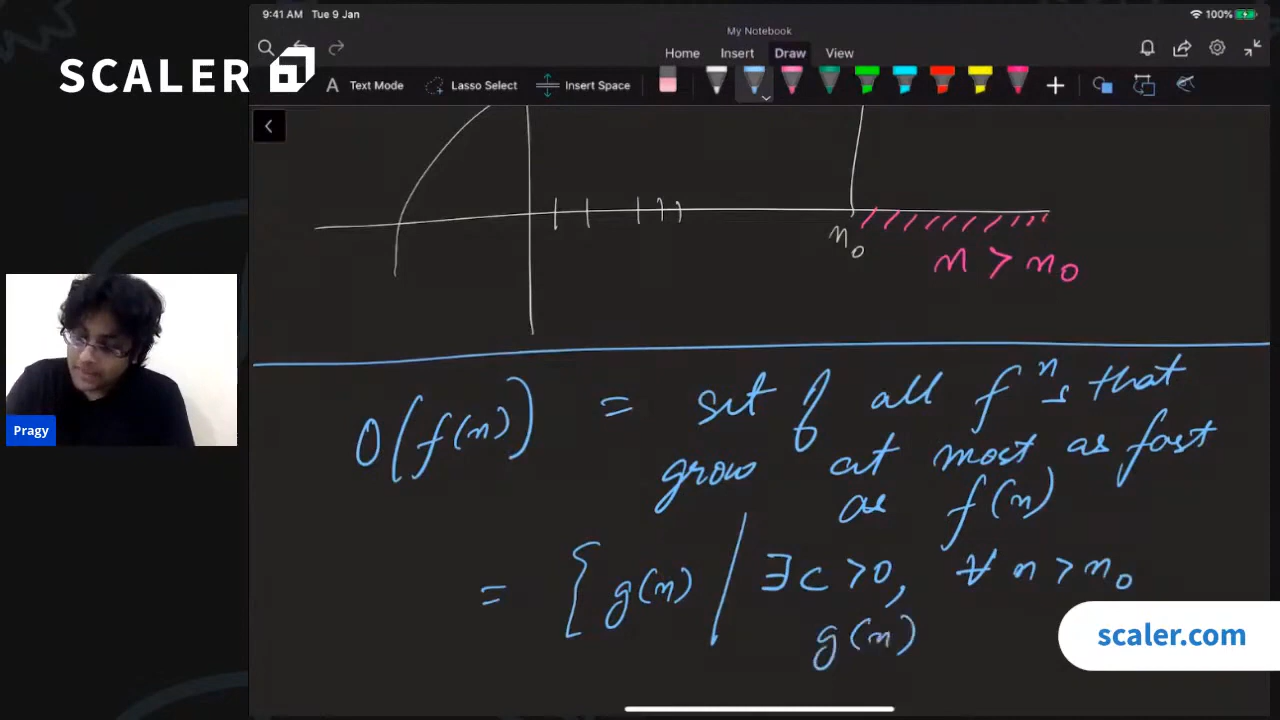 9:41 AM Tue 9 Jan
100%
My Notebook
SCALER
Home Insert Draw View
A Text Mode Lasso Select Insert Space
n₀
n > n₀
O(f(n)) = set of all fⁿs that
grow at most as fast
as f(n)
= { g(n) | ∃ c > 0, ∀ n > n₀
g(n)
Pragy
scaler.com